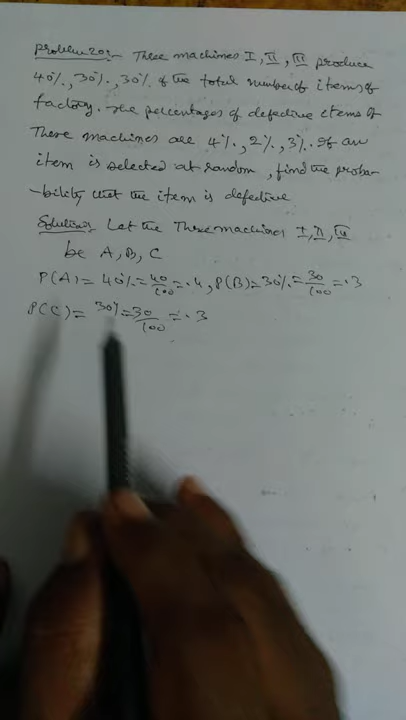 Problem 20:- Three machines I, II, III produce
40%, 30%, 30% of the total number of items of
factory. The percentages of defective items of
These machines are 4%, 2%, 3%. If an
item is selected at random, find the proba-
-bility that the item is defective
Solution:- Let the Three machines I, II, III
be A, B, C
P(A) = 40% = 40/100 = .4, P(B) = 30% = 30/100 = .3
P(C) = 30% = 30/100 = .3